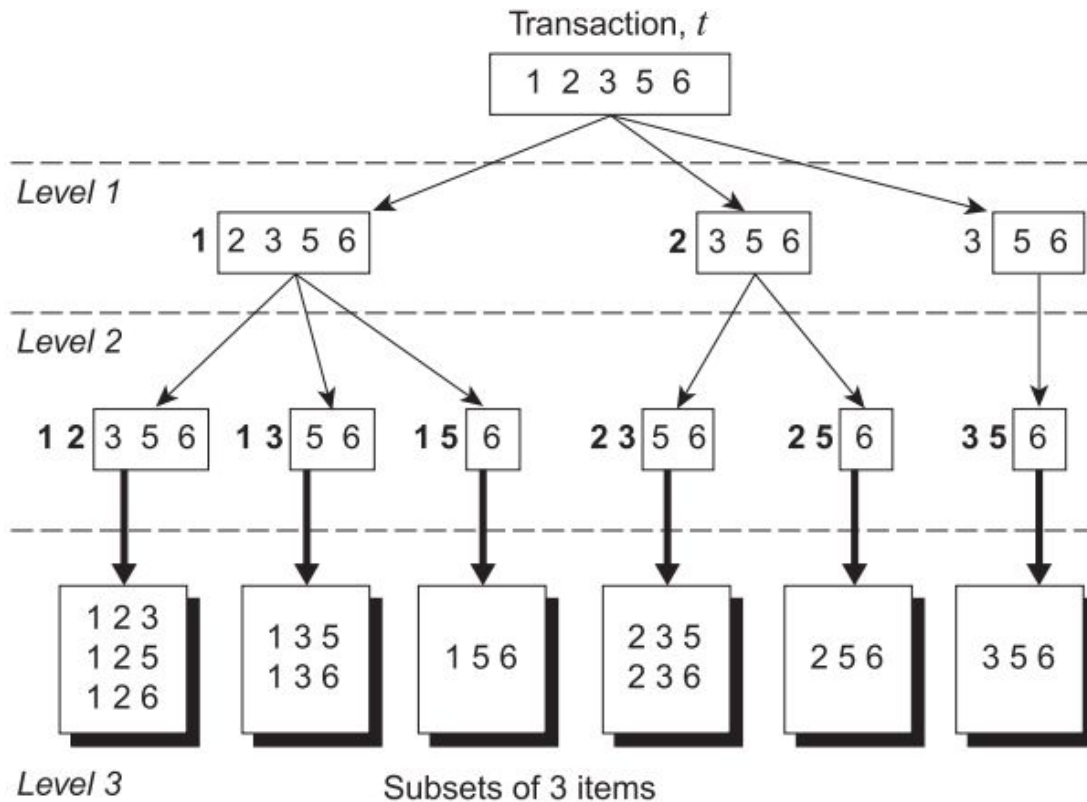 Transaction, t
1 2 3 5 6
Level 1
1 2 3 5 6
2 3 5 6
3 5 6
Level 2
1 2 3 5 6
1 3 5 6
1 5 6
2 3 5 6
2 5 6
3 5 6
1 2 3
1 2 5
1 2 6
1 3 5
1 3 6
1 5 6
2 3 5
2 3 6
2 5 6
3 5 6
Level 3
Subsets of 3 items